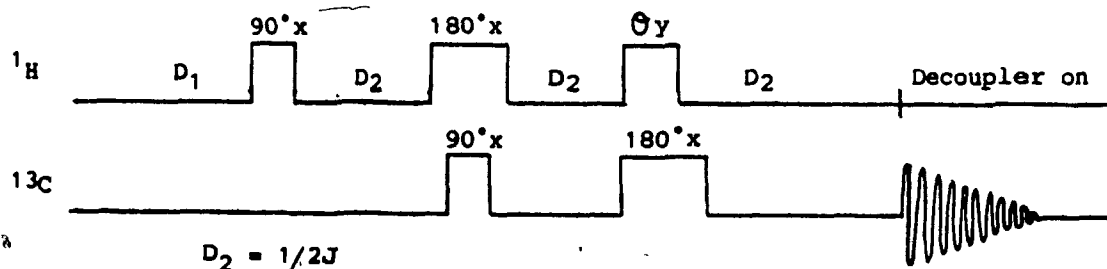 90°x 180°x θy
¹H D₁ D₂ D₂ D₂ Decoupler on
90°x 180°x
¹³C
D₂ = 1/2J